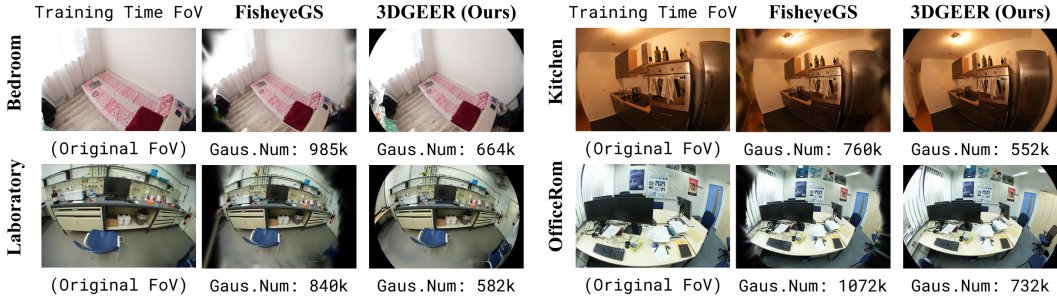 Training Time FoV FisheyeGS 3DGEER (Ours) Training Time FoV FisheyeGS 3DGEER (Ours)
Bedroom
Kitchen
(Original FoV) Gaus.Num: 985k Gaus.Num: 664k (Original FoV) Gaus.Num: 760k Gaus.Num: 552k
Laboratory
OfficeRom
(Original FoV) Gaus.Num: 840k Gaus.Num: 582k (Original FoV) Gaus.Num: 1072k Gaus.Num: 732k